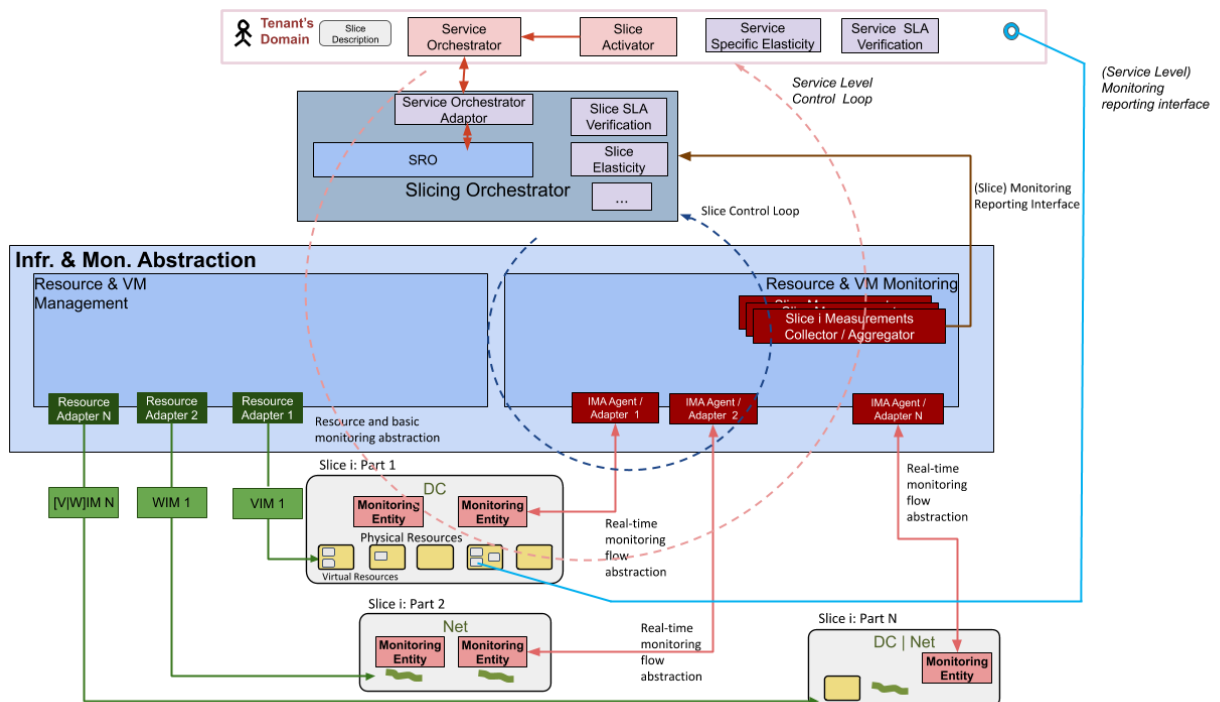 Tenant's
Domain
Slice
Description
Service
Orchestrator
Slice
Activator
Service
Specific Elasticity
Service SLA
Verification
(Service Level)
Monitoring
reporting interface
Service Level
Control Loop
Service Orchestrator
Adaptor
Slice SLA
Verification
SRO
Slice
Elasticity
Slicing Orchestrator
...
(Slice) Monitoring
Reporting Interface
Slice Control Loop
Infr. & Mon. Abstraction
Resource & VM
Management
Resource & VM Monitoring
Slice i Measurements
Collector / Aggregator
Resource
Adapter N
Resource
Adapter 2
Resource
Adapter 1
IMA Agent /
Adapter 1
IMA Agent /
Adapter 2
IMA Agent /
Adapter N
Resource and basic
monitoring abstraction
Slice i: Part 1
[V|W]IM N
WIM 1
VIM 1
DC
Monitoring
Entity
Monitoring
Entity
Physical Resources
Virtual Resources
Real-time
monitoring
flow
abstraction
Real-time
monitoring
flow
abstraction
Slice i: Part 2
Net
Monitoring
Entity
Monitoring
Entity
Real-time
monitoring
flow
abstraction
Slice i: Part N
DC | Net
Monitoring
Entity